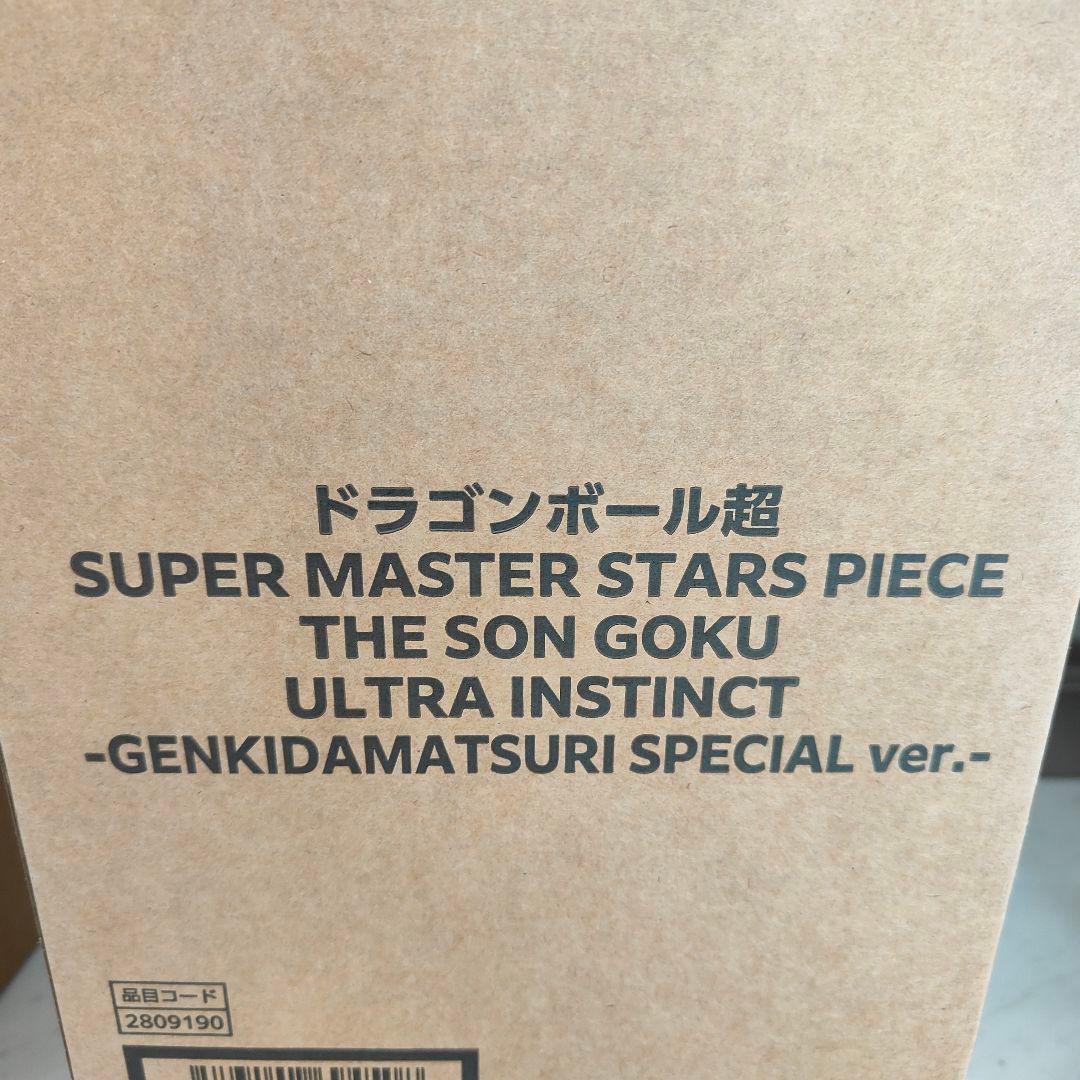 ドラゴンボール超
SUPER MASTER STARS PIECE
THE SON GOKU
ULTRA INSTINCT
-GENKIDAMATSURI SPECIAL ver.-
品目コード
2809190